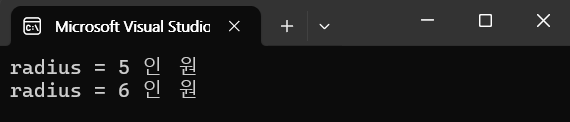 Microsoft Visual Studio
radius = 5 인 원
radius = 6 인 원